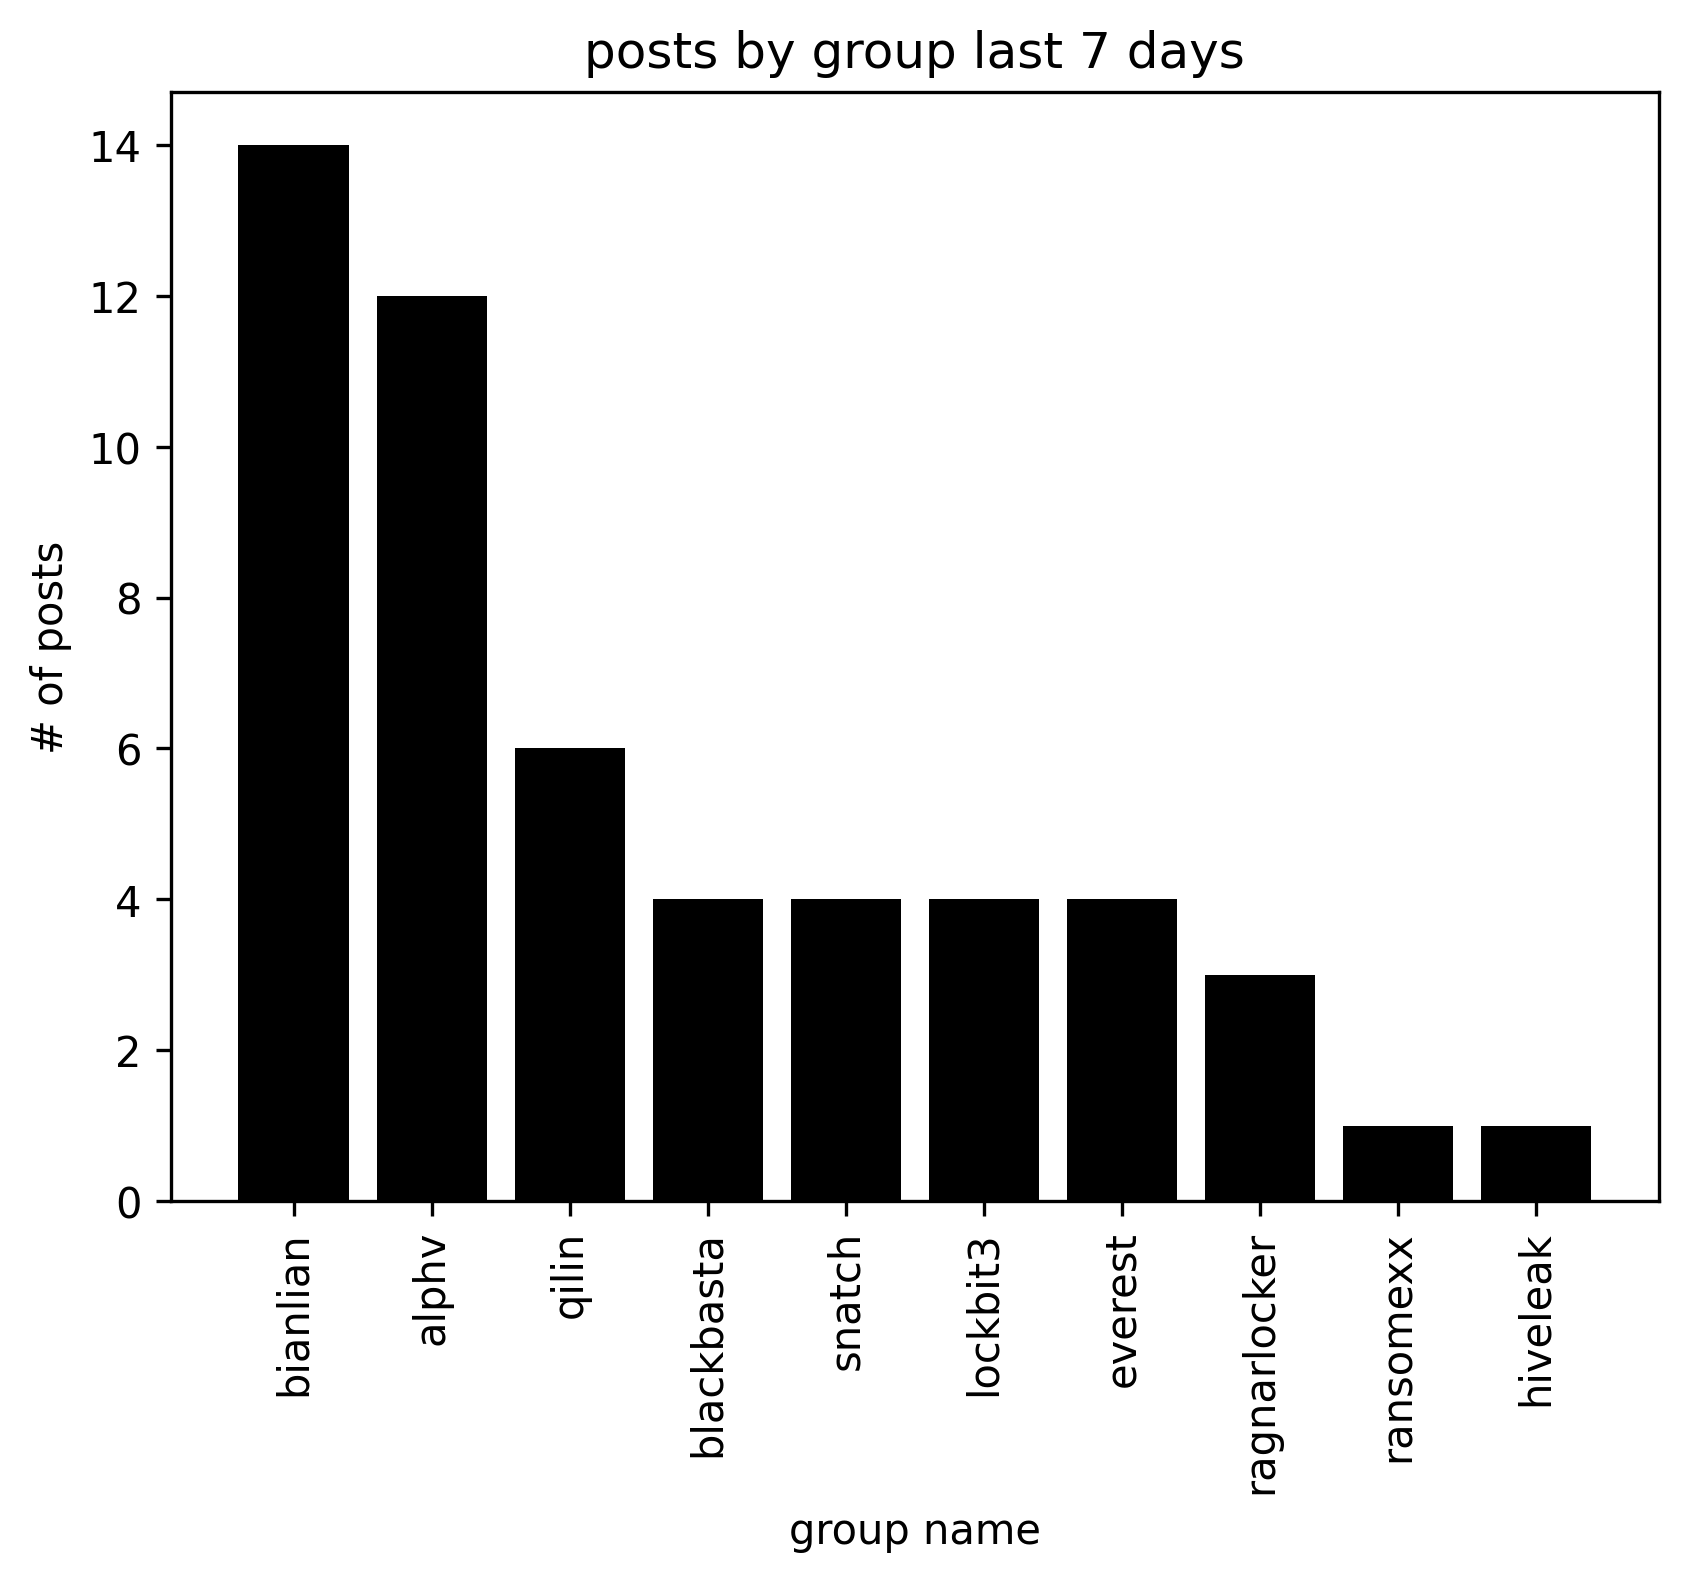 posts by group last 7 days
# of posts
14
12
10
8
6
4
2
0
bianlian
alphv
qilin
blackbasta
snatch
lockbit3
everest
ragnarlocker
ransomexx
hiveleak
group name